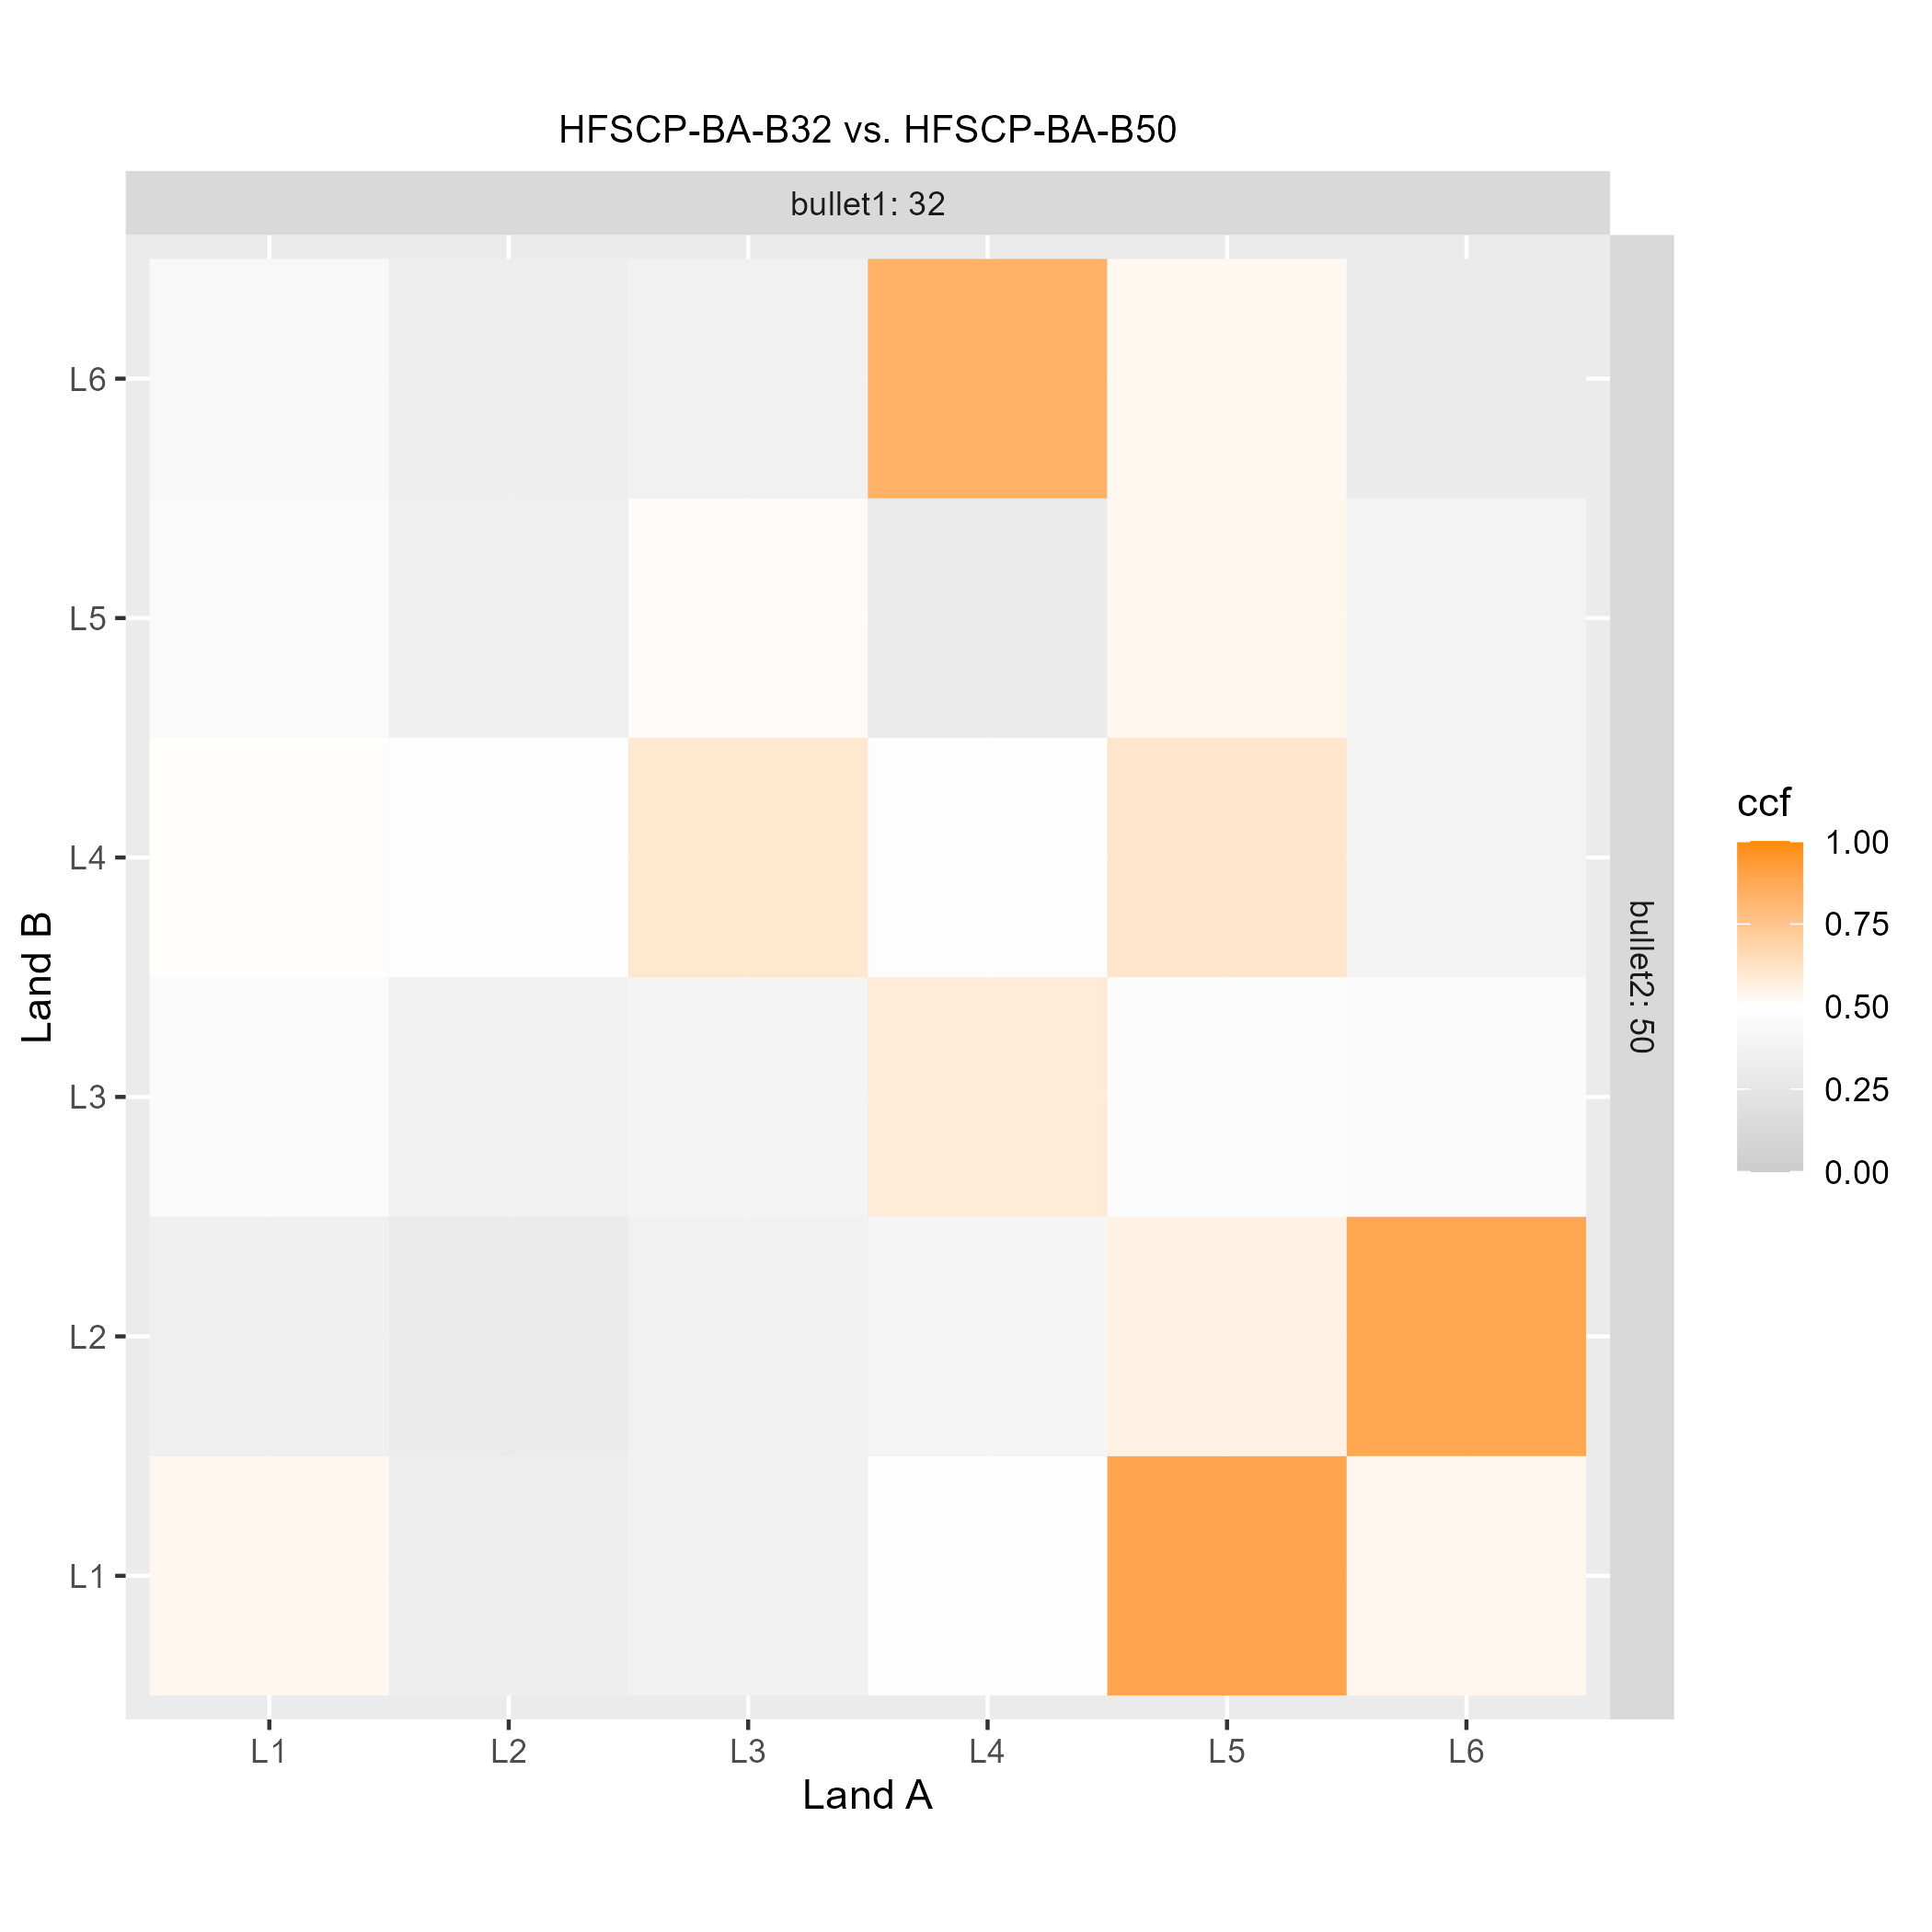 HFSCP-BA-B32 vs. HFSCP-BA-B50
bullet1: 32
L6
L5
L4
L3
L2
L1
Land B
bullet2: 50
L1
L2
L3
L4
L5
L6
Land A
ccf
1.00
0.75
0.50
0.25
0.00